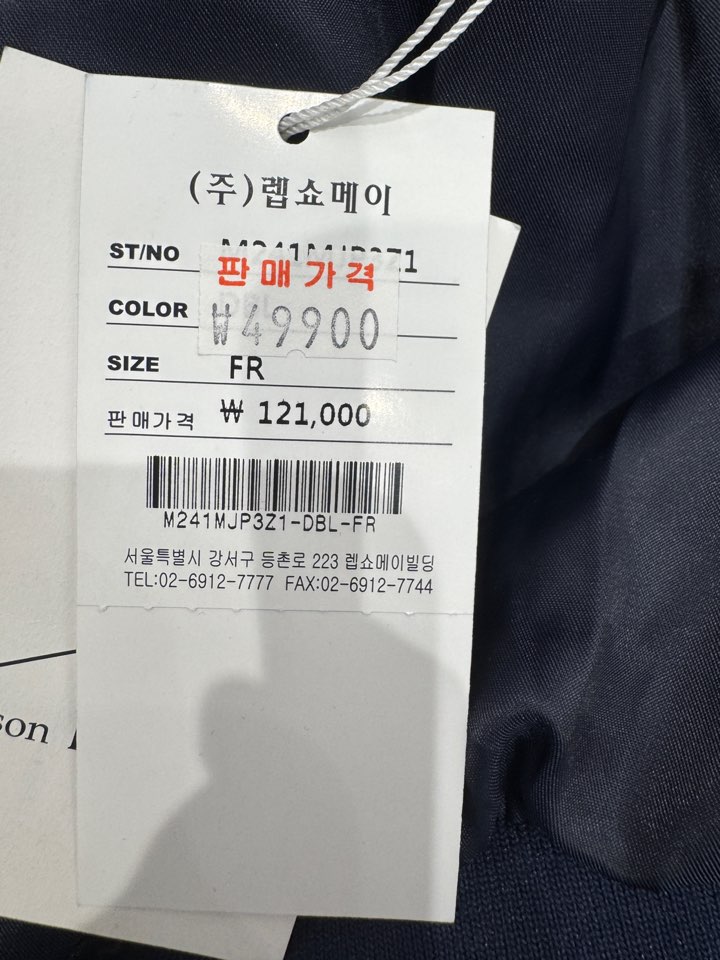 (주)렙쇼메이
ST/NO M241MJP3Z1
판매가격
COLOR
₩49900
SIZE FR
판매가격 ₩ 121,000
M241MJP3Z1-DBL-FR
서울특별시 강서구 등촌로 223 렙쇼메이빌딩
TEL:02-6912-7777 FAX:02-6912-7744
son